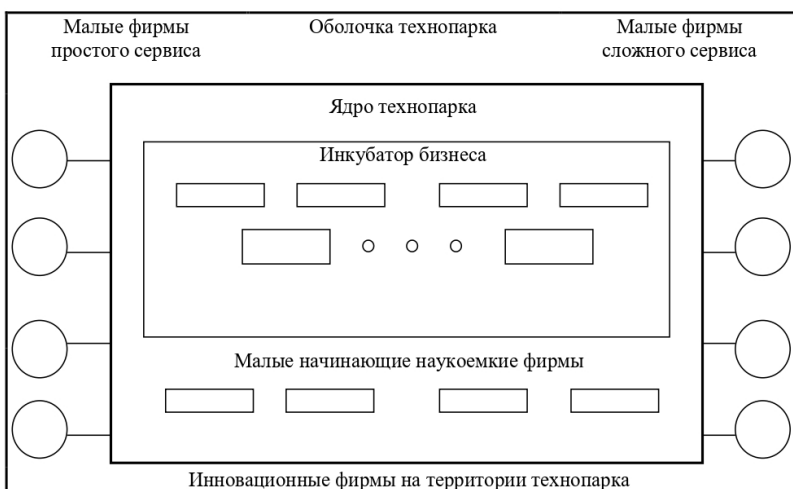 Малые фирмы
простого сервиса
Оболочка технопарка
Малые фирмы
сложного сервиса
Ядро технопарка
Инкубатор бизнеса
Малые начинающие наукоемкие фирмы
Инновационные фирмы на территории технопарка